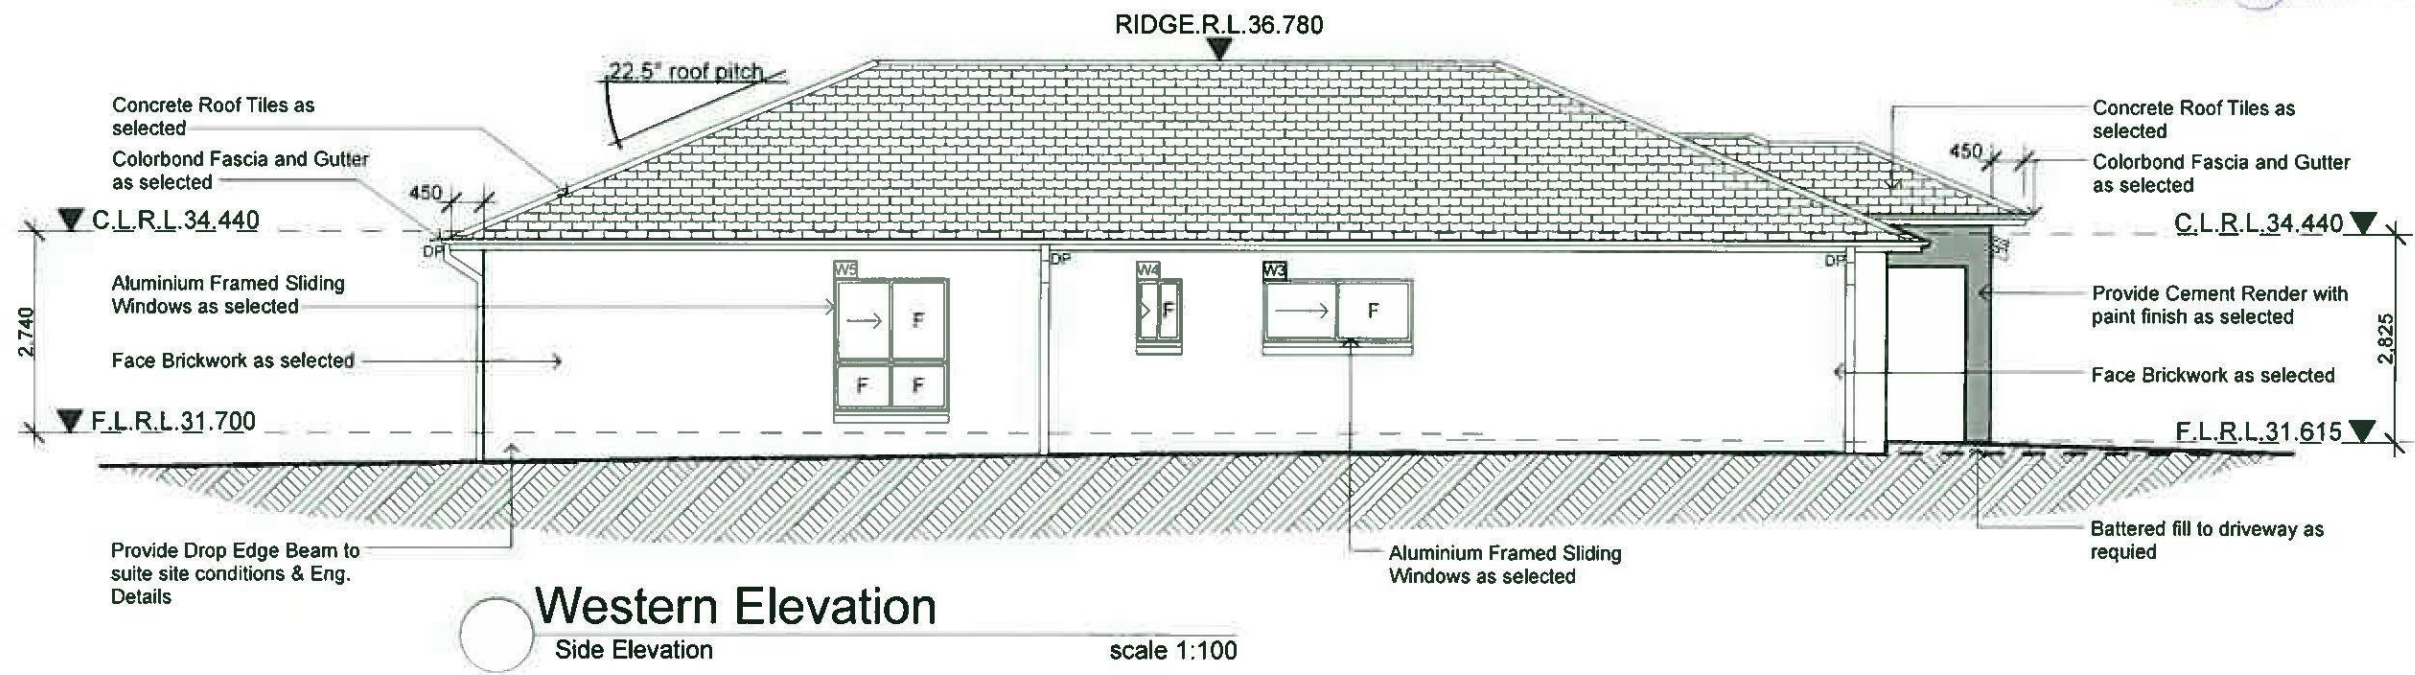 RIDGE.R.L.36.780
22.5° roof pitch
Concrete Roof Tiles as
selected
Colorbond Fascia and Gutter
as selected
450
C.L.R.L.34.440
DP
Aluminium Framed Sliding
Windows as selected
2,740
Face Brickwork as selected
F.L.R.L.31.700
Provide Drop Edge Beam to
suite site conditions & Eng.
Details
W5
F
F
F
DP
W4
F
W3
F
DP
Concrete Roof Tiles as
selected
450
Colorbond Fascia and Gutter
as selected
C.L.R.L.34.440
Provide Cement Render with
paint finish as selected
2,825
Face Brickwork as selected
F.L.R.L.31.615
Battered fill to driveway as
requied
Aluminium Framed Sliding
Windows as selected
Western Elevation
Side Elevation
scale 1:100